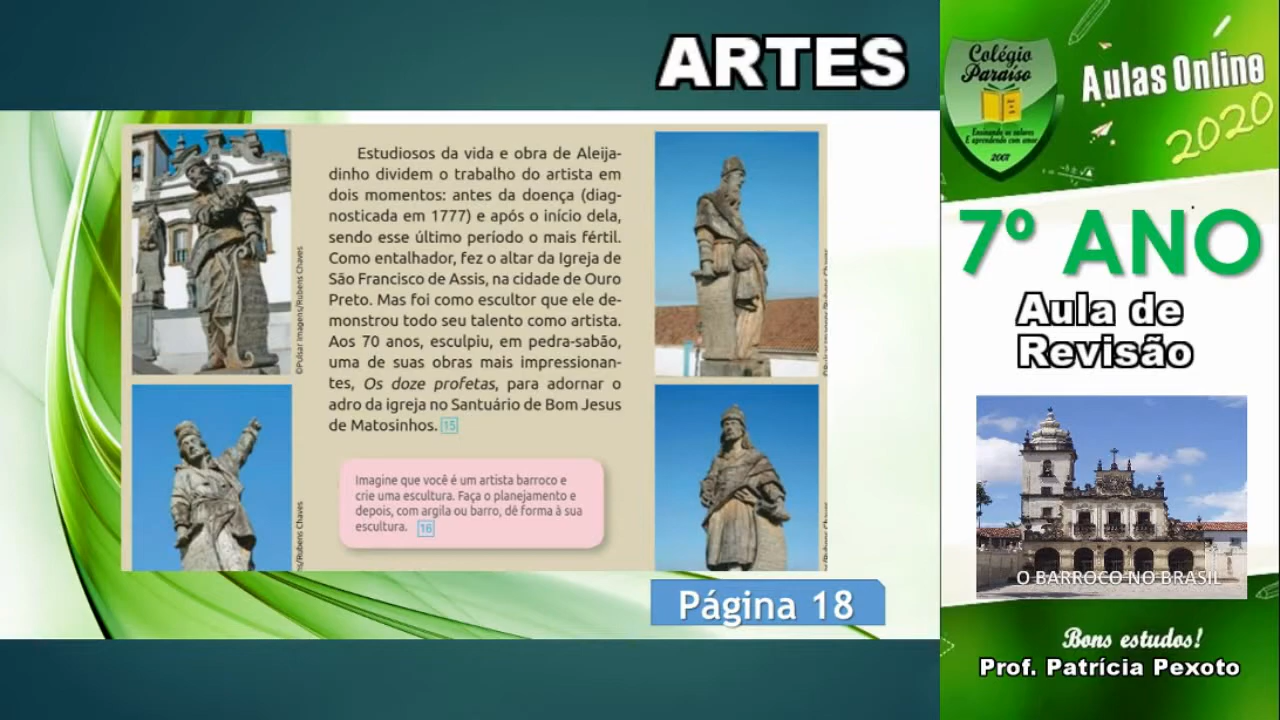 ARTES
Estudiosos da vida e obra de Aleija-
dinho dividem o trabalho do artista em
dois momentos: antes da doença (diag-
nosticada em 1777) e após o início dela,
sendo esse último período o mais fértil.
Como entalhador, fez o altar da Igreja de
São Francisco de Assis, na cidade de Ouro
Preto. Mas foi como escultor que ele de-
monstrou todo seu talento como artista.
Aos 70 anos, esculpiu, em pedra-sabão,
uma de suas obras mais impressionan-
tes, Os doze profetas, para adornar o
adro da igreja no Santuário de Bom Jesus
de Matosinhos. 15
Imagine que você é um artista barroco e
crie uma escultura. Faça o planejamento e
depois, com argila ou barro, dê forma à sua
escultura. 16
©Pulsar Imagens/Rubens Chaves
s/Rubens Chaves
Página 18
Colégio
Paraíso
Ensinando os valores
E aprendendo com amor
2007
Aulas Online
2020
7º ANO
Aula de
Revisão
O BARROCO NO BRASIL
Bons estudos!
Prof. Patrícia Pexoto